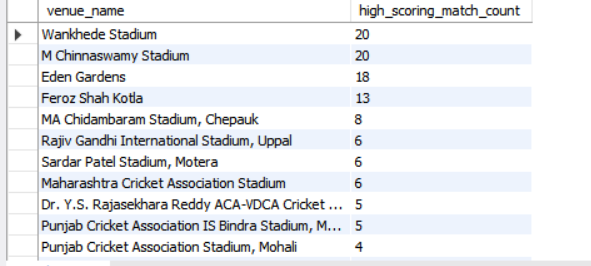 venue_name high_scoring_match_count
Wankhede Stadium 20
M Chinnaswamy Stadium 20
Eden Gardens 18
Feroz Shah Kotla 13
MA Chidambaram Stadium, Chepauk 8
Rajiv Gandhi International Stadium, Uppal 6
Sardar Patel Stadium, Motera 6
Maharashtra Cricket Association Stadium 6
Dr. Y.S. Rajasekhara Reddy ACA-VDCA Cricket ... 5
Punjab Cricket Association IS Bindra Stadium, M... 5
Punjab Cricket Association Stadium, Mohali 4